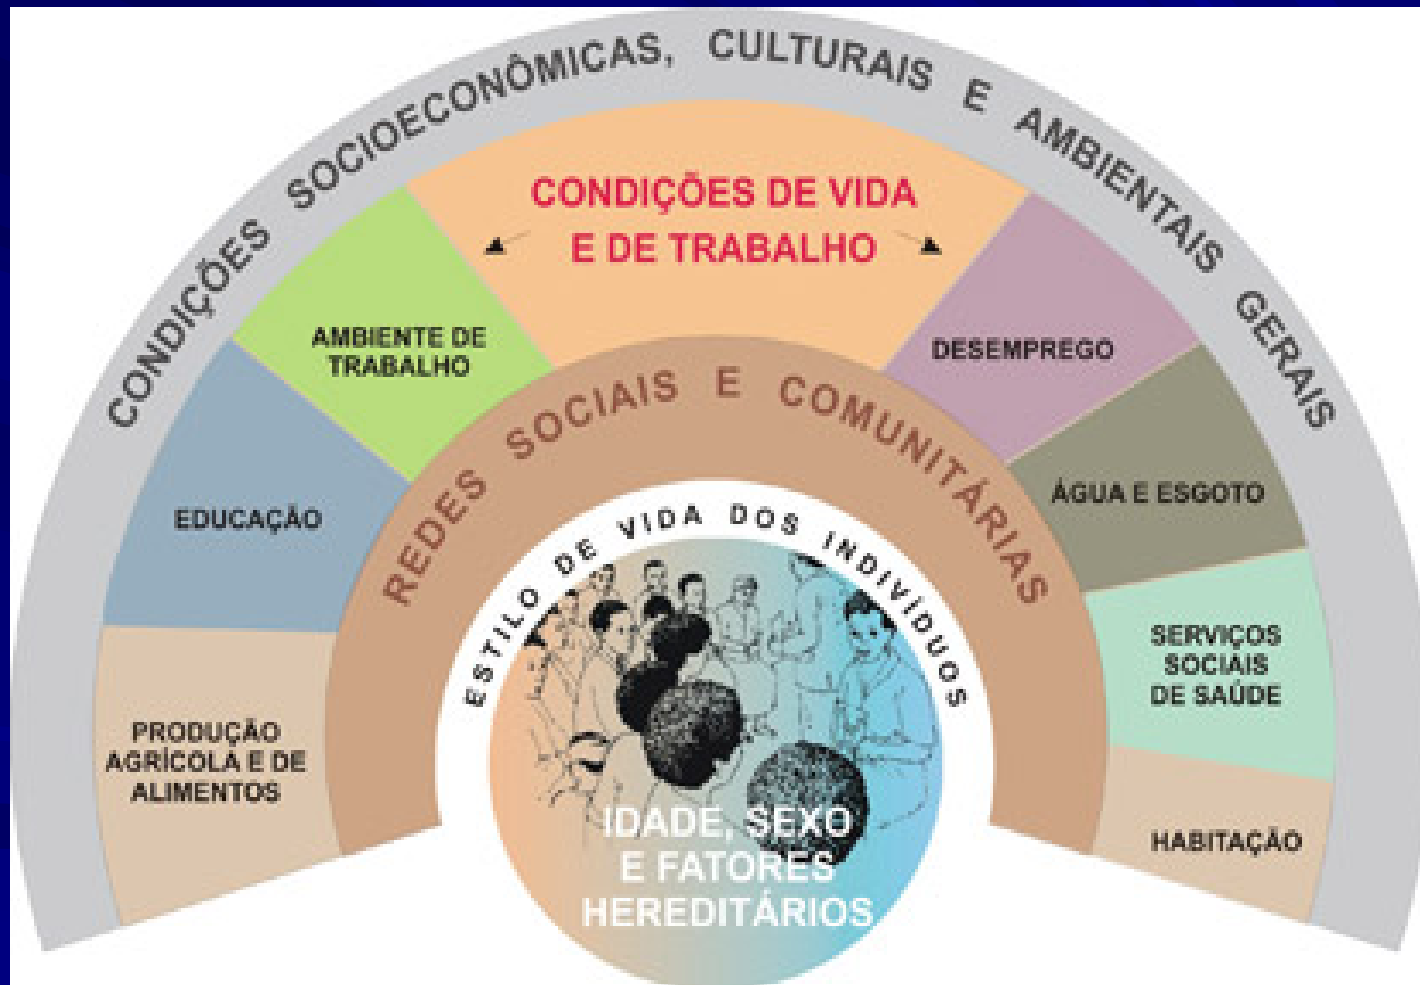 CONDIÇÕES SOCIOECONÔMICAS, CULTURAIS E AMBIENTAIS GERAIS
CONDIÇÕES DE VIDA
E DE TRABALHO
AMBIENTE DE
TRABALHO
DESEMPREGO
EDUCAÇÃO
ÁGUA E ESGOTO
PRODUÇÃO
AGRÍCOLA E DE
ALIMENTOS
SERVIÇOS
SOCIAIS
DE SAÚDE
HABITAÇÃO
REDES SOCIAIS E COMUNITÁRIAS
ESTILO DE VIDA DOS INDIVÍDUOS
IDADE, SEXO
E FATORES
HEREDITÁRIOS